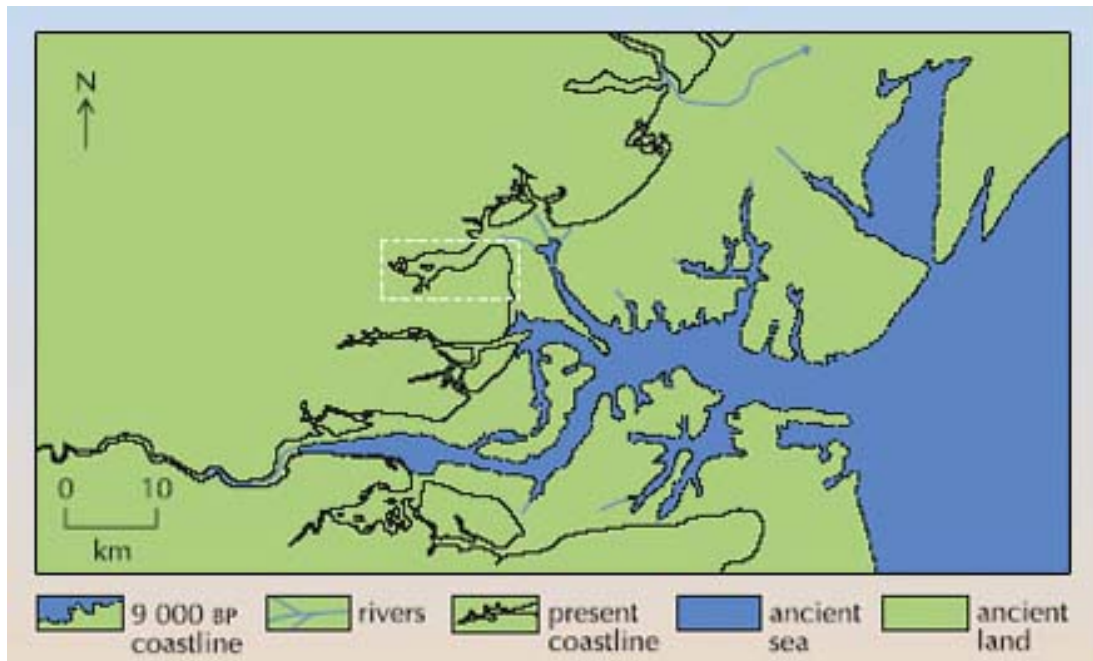 N
0 10
km
9 000 BP coastline
rivers
present coastline
ancient sea
ancient land